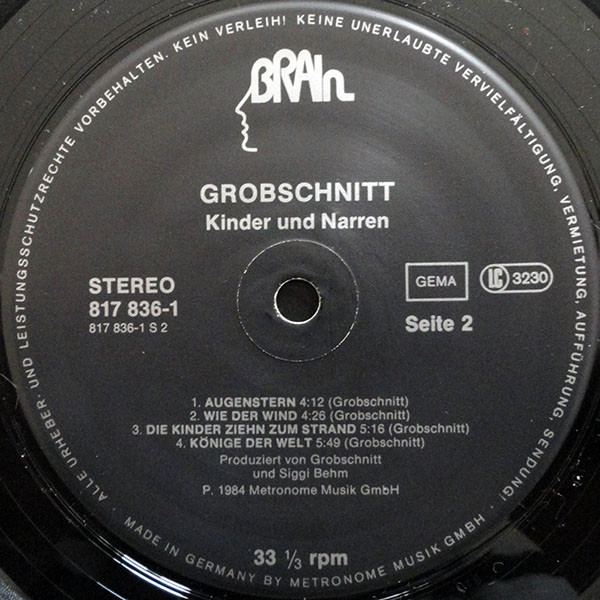 ALLE URHEBER- UND LEISTUNGSSCHUTZRECHTE VORBEHALTEN. KEIN VERLEIH! KEINE UNERLAUBTE VERVIELFÄLTIGUNG, VERMIETUNG, AUFFÜHRUNG, SENDUNG!
BRAIn
GROBSCHNITT
Kinder und Narren
STEREO
817 836-1
817 836-1 S 2
GEMA
LC 3230
Seite 2
1. AUGENSTERN 4:12 (Grobschnitt)
2. WIE DER WIND 4:26 (Grobschnitt)
3. DIE KINDER ZIEHN ZUM STRAND 5:16 (Grobschnitt)
4. KÖNIGE DER WELT 5:49 (Grobschnitt)
Produziert von Grobschnitt
und Siggi Behm
P. 1984 Metronome Musik GmbH
33 1/3 rpm
MADE IN GERMANY BY METRONOME MUSIK GMBH